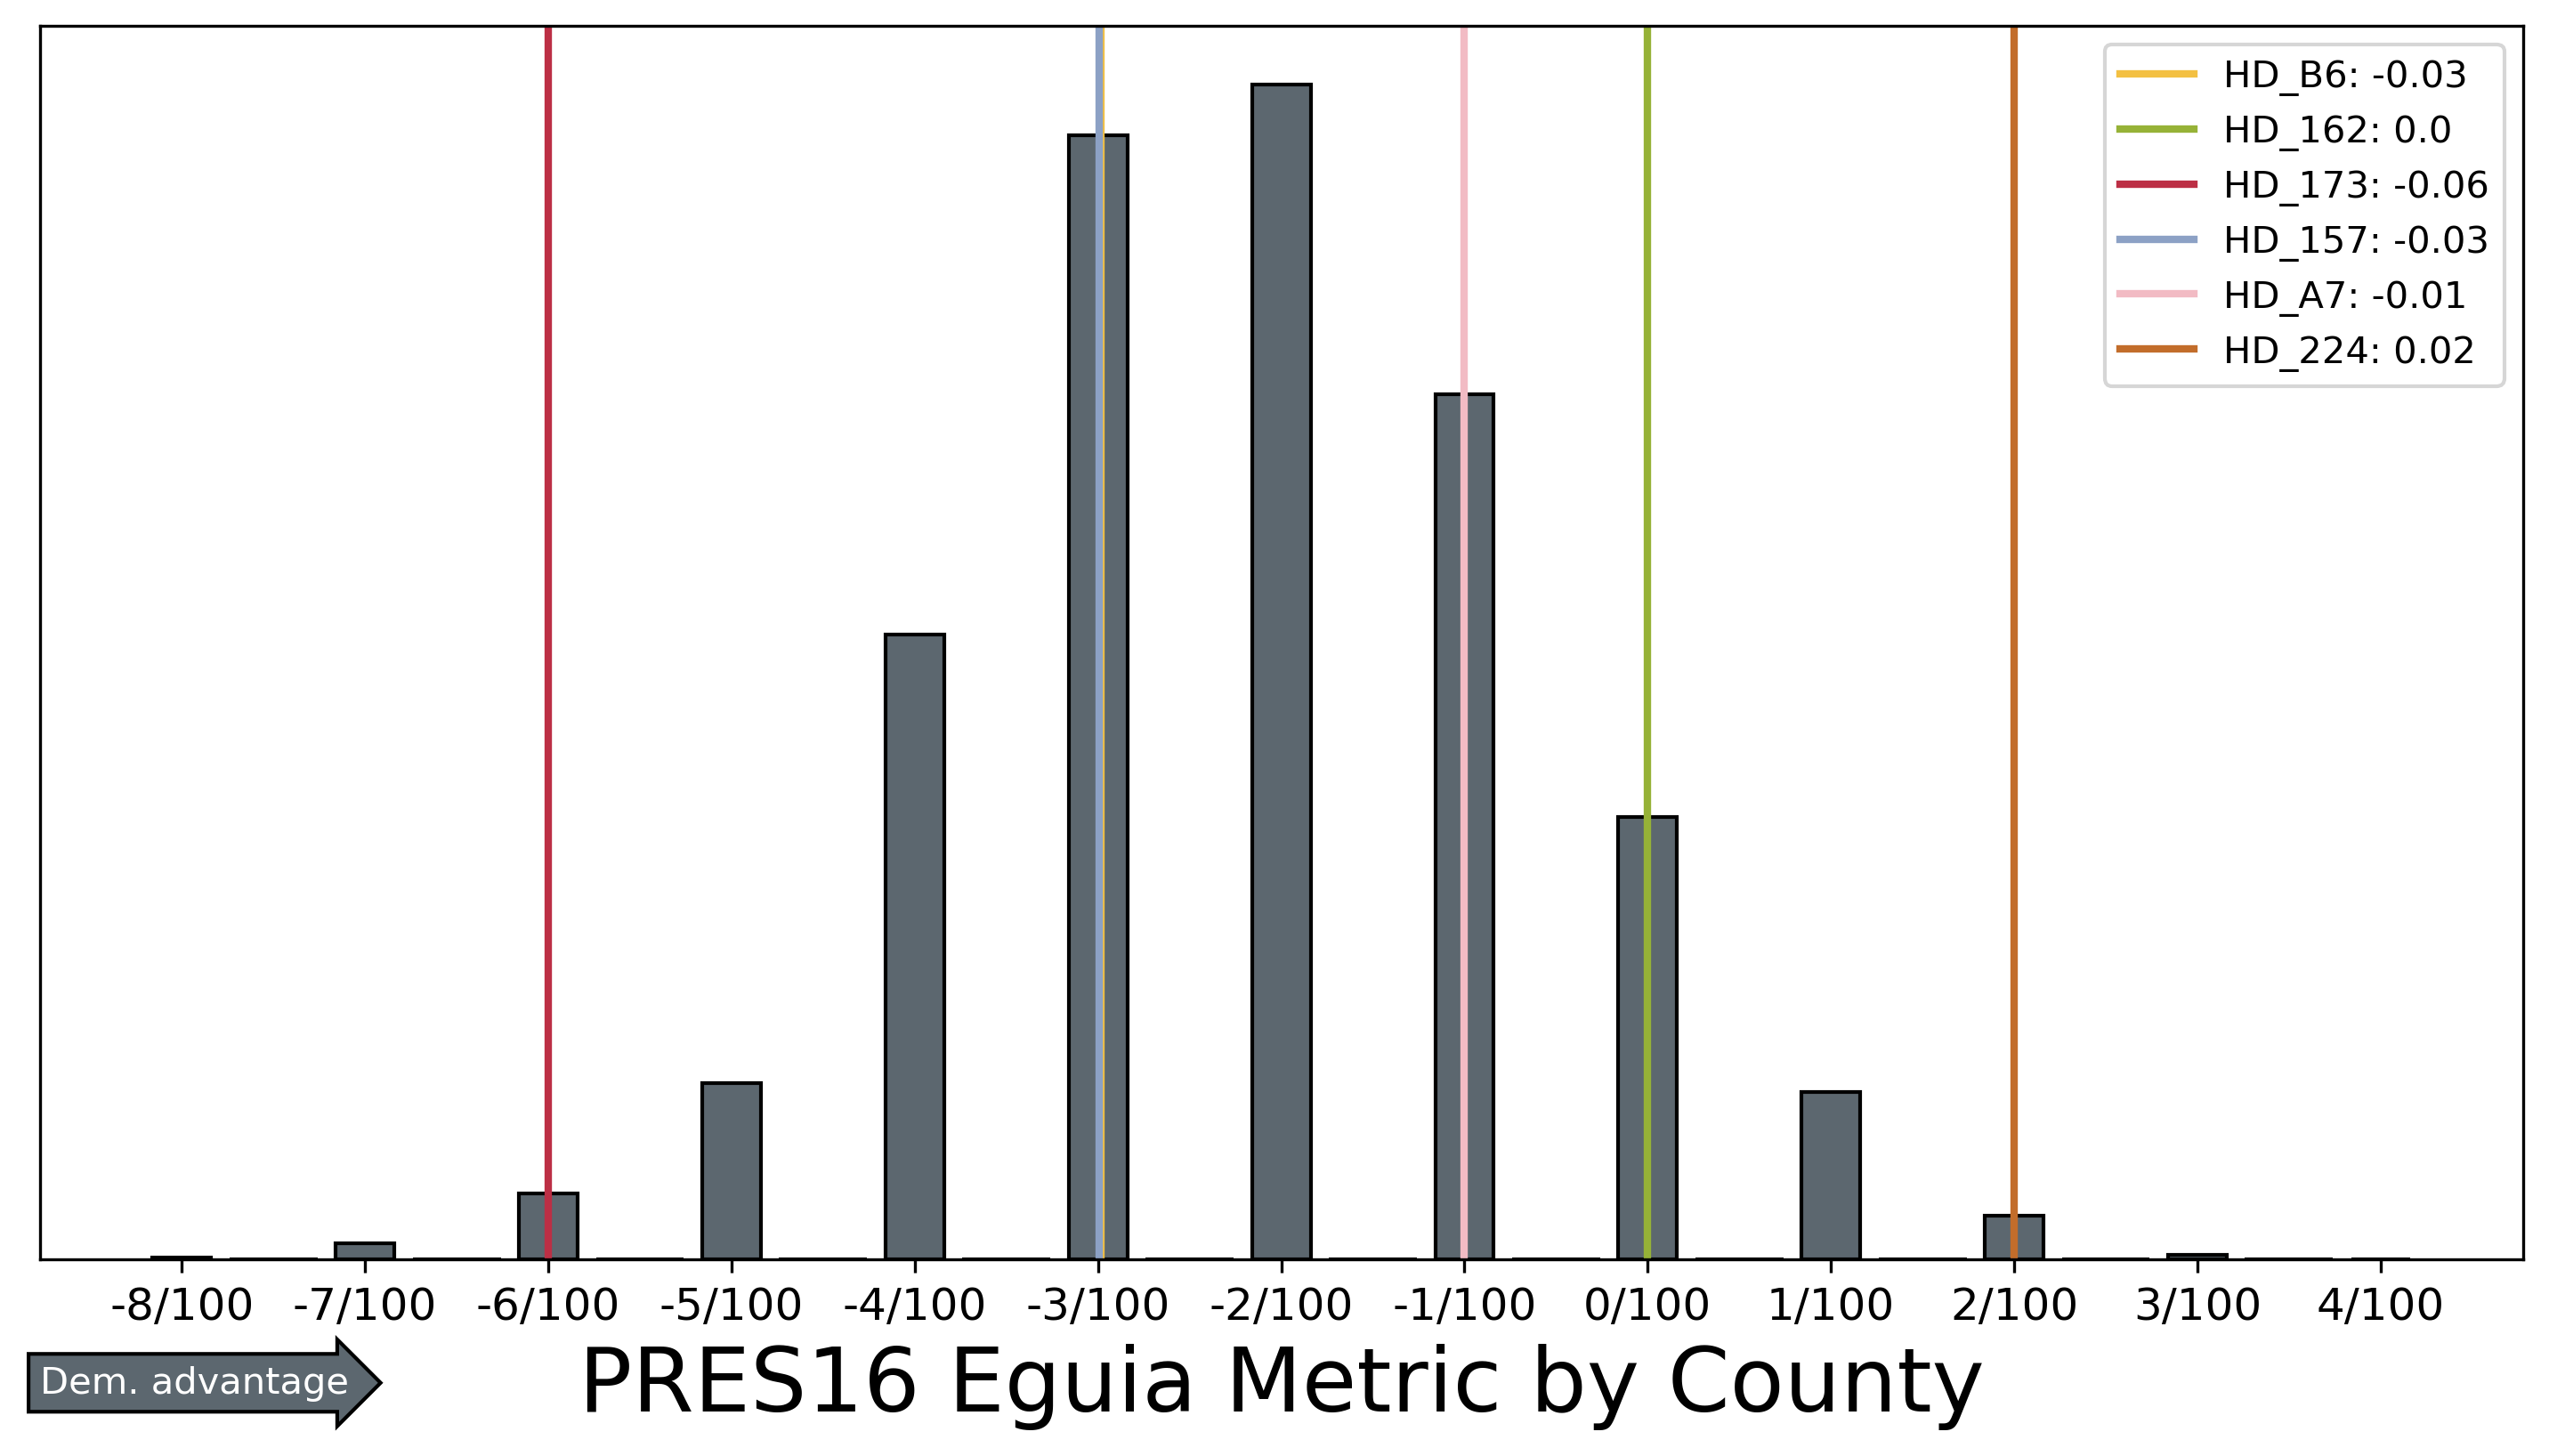 HD_B6: -0.03
HD_162: 0.0
HD_173: -0.06
HD_157: -0.03
HD_A7: -0.01
HD_224: 0.02
-8/100 -7/100 -6/100 -5/100 -4/100 -3/100 -2/100 -1/100 0/100 1/100 2/100 3/100 4/100
Dem. advantage
PRES16 Eguia Metric by County